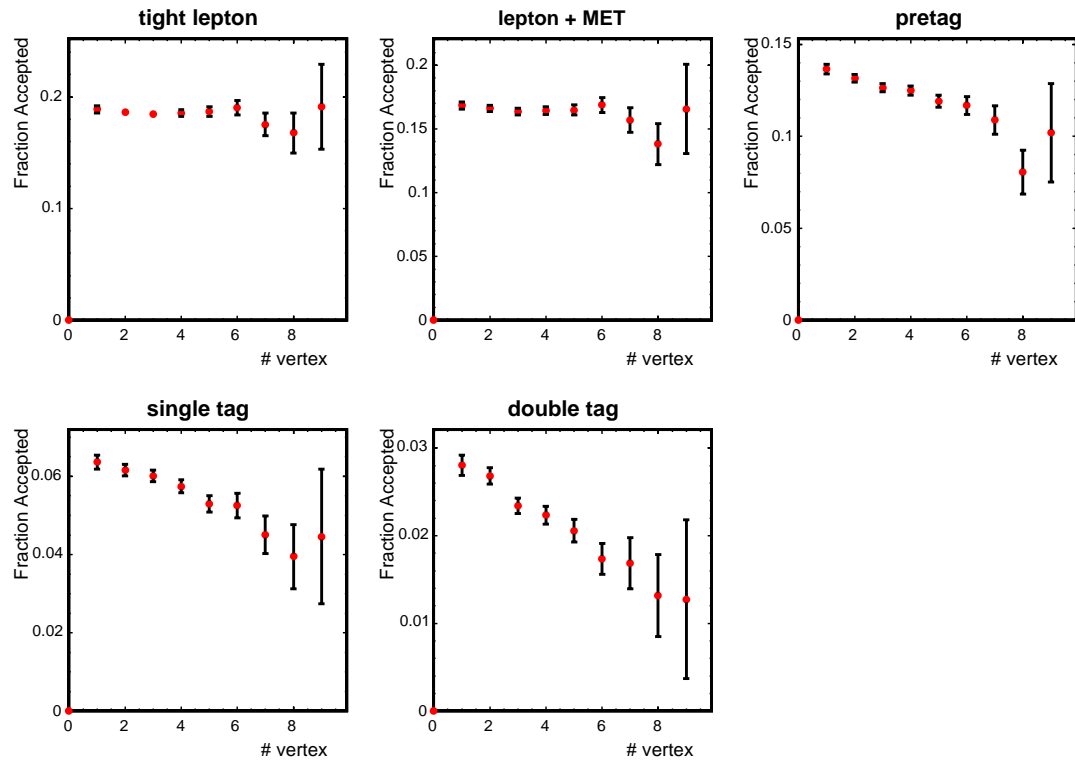 tight lepton
Fraction Accepted
0.2
0.1
0
0 2 4 6 8
# vertex
lepton + MET
Fraction Accepted
0.2
0.15
0.1
0.05
0
0 2 4 6 8
# vertex
pretag
Fraction Accepted
0.15
0.1
0.05
0
0 2 4 6 8
# vertex
single tag
Fraction Accepted
0.06
0.04
0.02
0
0 2 4 6 8
# vertex
double tag
Fraction Accepted
0.03
0.02
0.01
0
0 2 4 6 8
# vertex